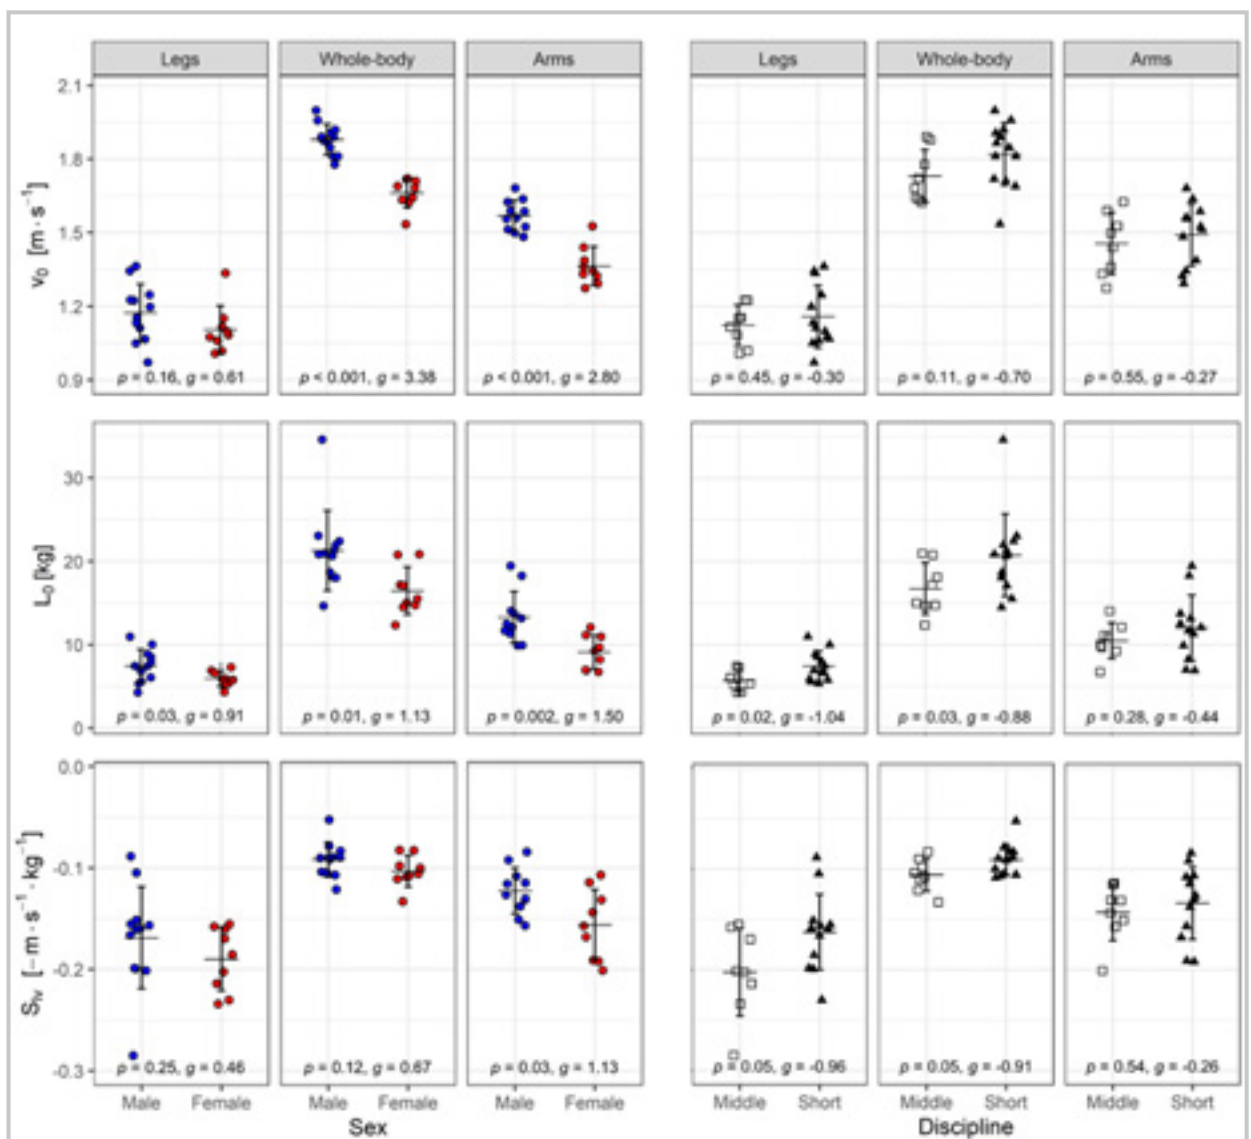 Legs Whole-body Arms Legs Whole-body Arms
v₀ [m · s⁻¹]
2.1
1.8
1.5
1.2
0.9
p = 0.16, g = 0.61 p < 0.001, g = 3.38 p < 0.001, g = 2.80 p = 0.45, g = -0.30 p = 0.11, g = -0.70 p = 0.55, g = -0.27
L₀ [kg]
30
20
10
0
p = 0.03, g = 0.91 p = 0.01, g = 1.13 p = 0.002, g = 1.50 p = 0.02, g = -1.04 p = 0.03, g = -0.88 p = 0.28, g = -0.44
Slv [−m · s⁻¹ · kg⁻¹]
0.0
-0.1
-0.2
-0.3
p = 0.25, g = 0.46 p = 0.12, g = 0.67 p = 0.03, g = 1.13 p = 0.05, g = -0.96 p = 0.05, g = -0.91 p = 0.54, g = -0.26
Male Female Male Female Male Female Middle Short Middle Short Middle Short
Sex Discipline